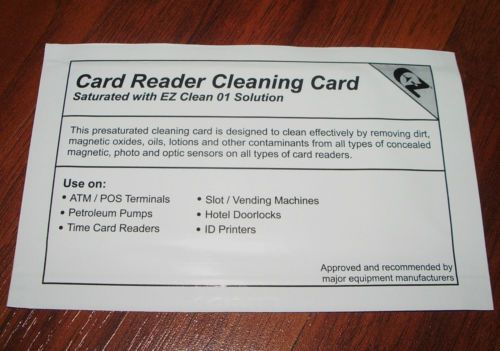 EZ
Card Reader Cleaning Card
Saturated with EZ Clean 01 Solution
This presaturated cleaning card is designed to clean effectively by removing dirt,
magnetic oxides, oils, lotions and other contaminants from all types of concealed
magnetic, photo and optic sensors on all types of card readers.
Use on:
• ATM / POS Terminals
• Petroleum Pumps
• Time Card Readers
• Slot / Vending Machines
• Hotel Doorlocks
• ID Printers
Approved and recommended by
major equipment manufacturers